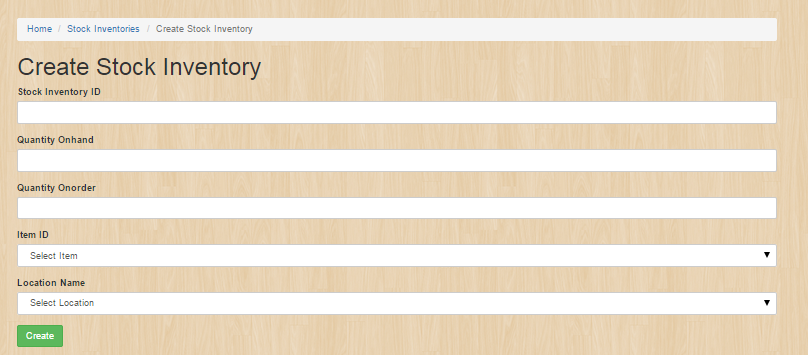 Home / Stock Inventories / Create Stock Inventory
Create Stock Inventory
Stock Inventory ID
Quantity Onhand
Quantity Onorder
Item ID
Select Item
Location Name
Select Location
Create